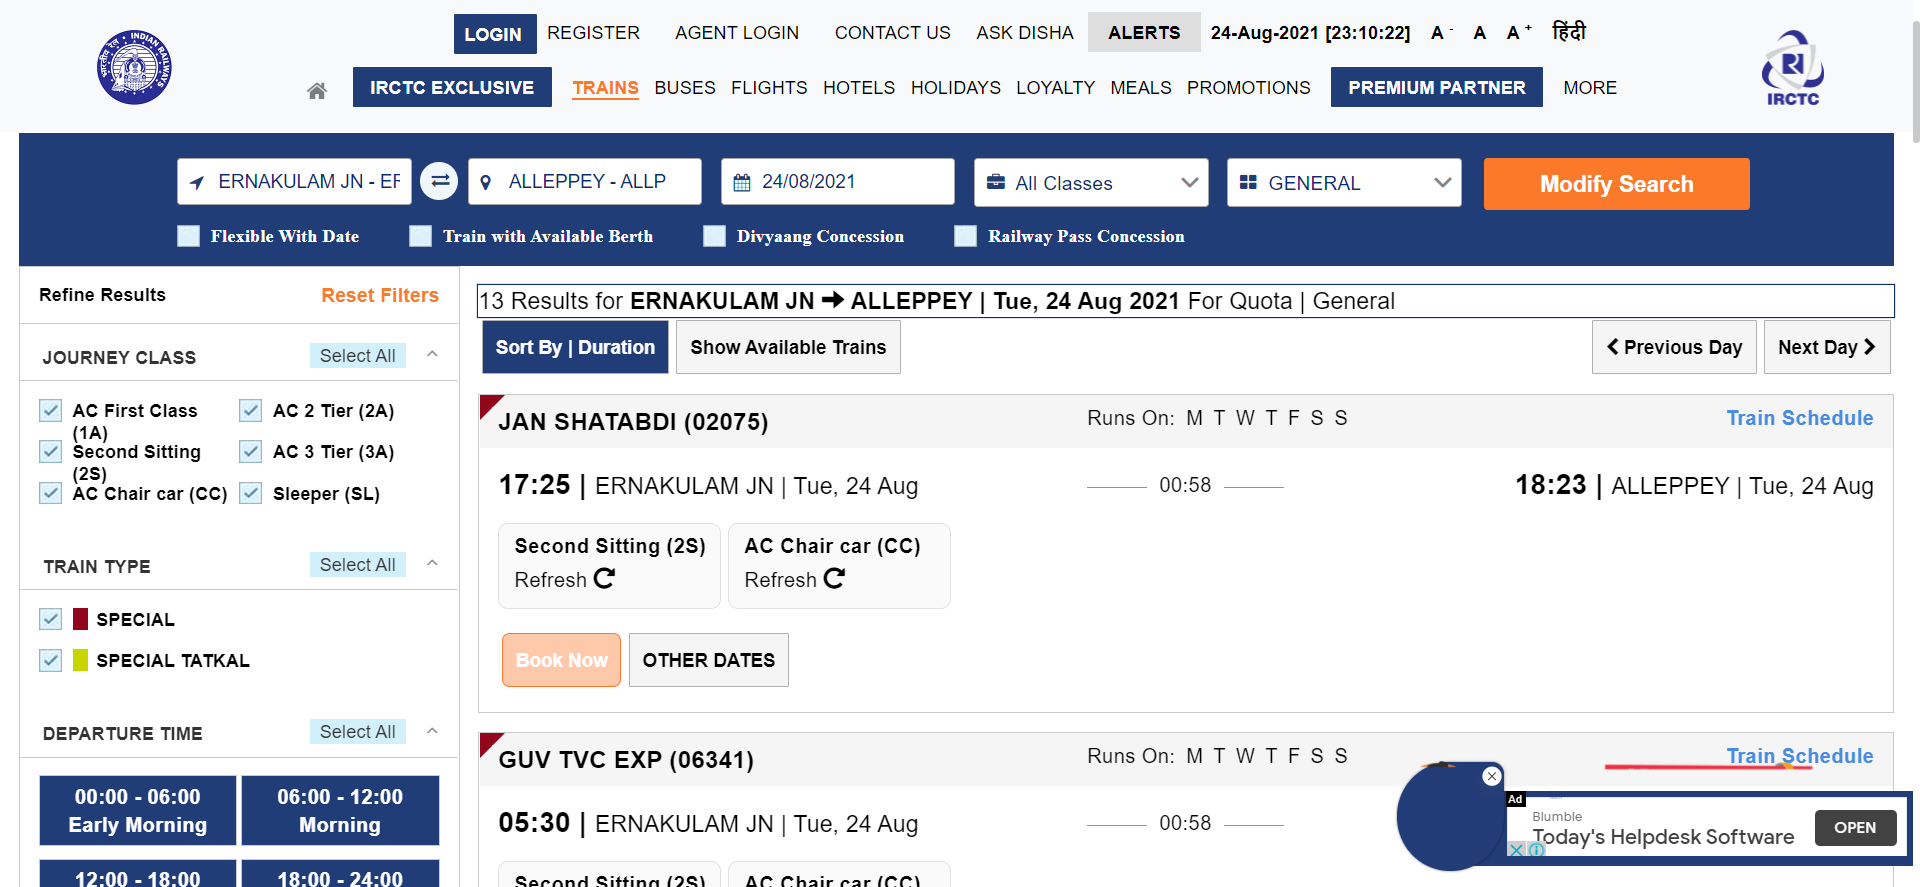 LOGIN REGISTER AGENT LOGIN CONTACT US ASK DISHA ALERTS 24-Aug-2021 [23:10:22] A- A A+ हिंदी
IRCTC EXCLUSIVE TRAINS BUSES FLIGHTS HOTELS HOLIDAYS LOYALTY MEALS PROMOTIONS PREMIUM PARTNER MORE
INDIAN RAILWAYS
भारतीय रेल
IRCTC
ERNAKULAM JN - ER ALLEPPEY - ALLP 24/08/2021 All Classes GENERAL Modify Search
Flexible With Date Train with Available Berth Divyaang Concession Railway Pass Concession
Refine Results Reset Filters
JOURNEY CLASS Select All
AC First Class (1A) AC 2 Tier (2A)
Second Sitting (2S) AC 3 Tier (3A)
AC Chair car (CC) Sleeper (SL)
TRAIN TYPE Select All
SPECIAL
SPECIAL TATKAL
DEPARTURE TIME Select All
00:00 - 06:00 06:00 - 12:00
Early Morning Morning
12:00 - 18:00 18:00 - 24:00
13 Results for ERNAKULAM JN ➔ ALLEPPEY | Tue, 24 Aug 2021 For Quota | General
Sort By | Duration Show Available Trains Previous Day Next Day
JAN SHATABDI (02075) Runs On: M T W T F S S Train Schedule
17:25 | ERNAKULAM JN | Tue, 24 Aug 00:58 18:23 | ALLEPPEY | Tue, 24 Aug
Second Sitting (2S) AC Chair car (CC)
Refresh Refresh
Book Now OTHER DATES
GUV TVC EXP (06341) Runs On: M T W T F S S Train Schedule
05:30 | ERNAKULAM JN | Tue, 24 Aug 00:58
Second Sitting (2S) AC Chair car (CC)
Ad
Blumble
Today's Helpdesk Software OPEN